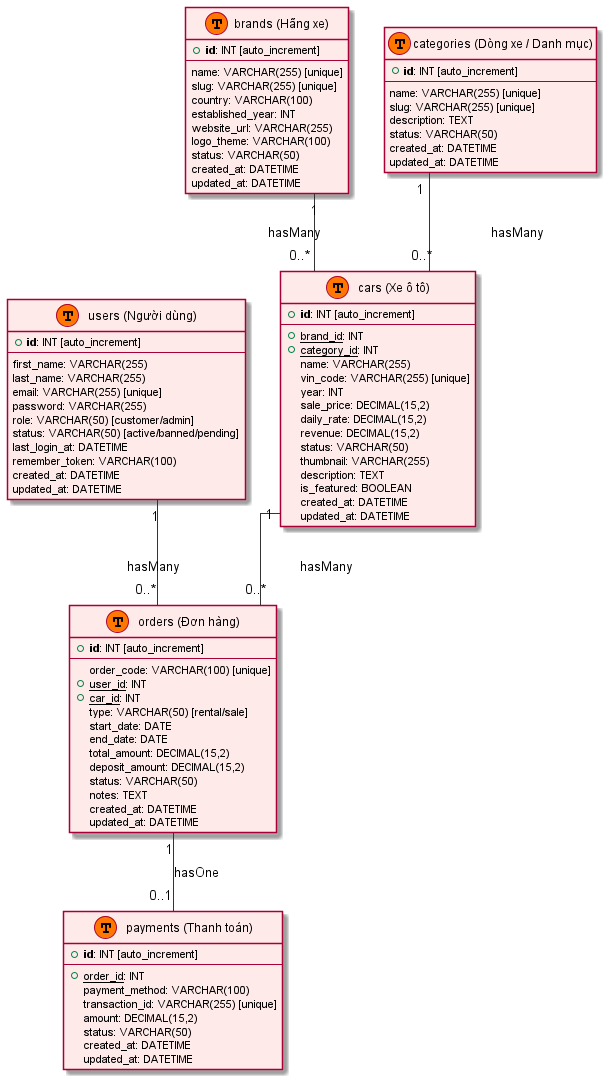 T brands (Hãng xe)
id: INT [auto_increment]
name: VARCHAR(255) [unique]
slug: VARCHAR(255) [unique]
country: VARCHAR(100)
established_year: INT
website_url: VARCHAR(255)
logo_theme: VARCHAR(100)
status: VARCHAR(50)
created_at: DATETIME
updated_at: DATETIME
T categories (Dòng xe / Danh mục)
id: INT [auto_increment]
name: VARCHAR(255) [unique]
slug: VARCHAR(255) [unique]
description: TEXT
status: VARCHAR(50)
created_at: DATETIME
updated_at: DATETIME
1
hasMany
0..*
1
hasMany
0..*
T cars (Xe ô tô)
id: INT [auto_increment]
brand_id: INT
category_id: INT
name: VARCHAR(255)
vin_code: VARCHAR(255) [unique]
year: INT
sale_price: DECIMAL(15,2)
daily_rate: DECIMAL(15,2)
revenue: DECIMAL(15,2)
status: VARCHAR(50)
thumbnail: VARCHAR(255)
description: TEXT
is_featured: BOOLEAN
created_at: DATETIME
updated_at: DATETIME
T users (Người dùng)
id: INT [auto_increment]
first_name: VARCHAR(255)
last_name: VARCHAR(255)
email: VARCHAR(255) [unique]
password: VARCHAR(255)
role: VARCHAR(50) [customer/admin]
status: VARCHAR(50) [active/banned/pending]
last_login_at: DATETIME
remember_token: VARCHAR(100)
created_at: DATETIME
updated_at: DATETIME
1
hasMany
0..*
1
hasMany
0..*
T orders (Đơn hàng)
id: INT [auto_increment]
order_code: VARCHAR(100) [unique]
user_id: INT
car_id: INT
type: VARCHAR(50) [rental/sale]
start_date: DATE
end_date: DATE
total_amount: DECIMAL(15,2)
deposit_amount: DECIMAL(15,2)
status: VARCHAR(50)
notes: TEXT
created_at: DATETIME
updated_at: DATETIME
1
hasOne
0..1
T payments (Thanh toán)
id: INT [auto_increment]
order_id: INT
payment_method: VARCHAR(100)
transaction_id: VARCHAR(255) [unique]
amount: DECIMAL(15,2)
status: VARCHAR(50)
created_at: DATETIME
updated_at: DATETIME